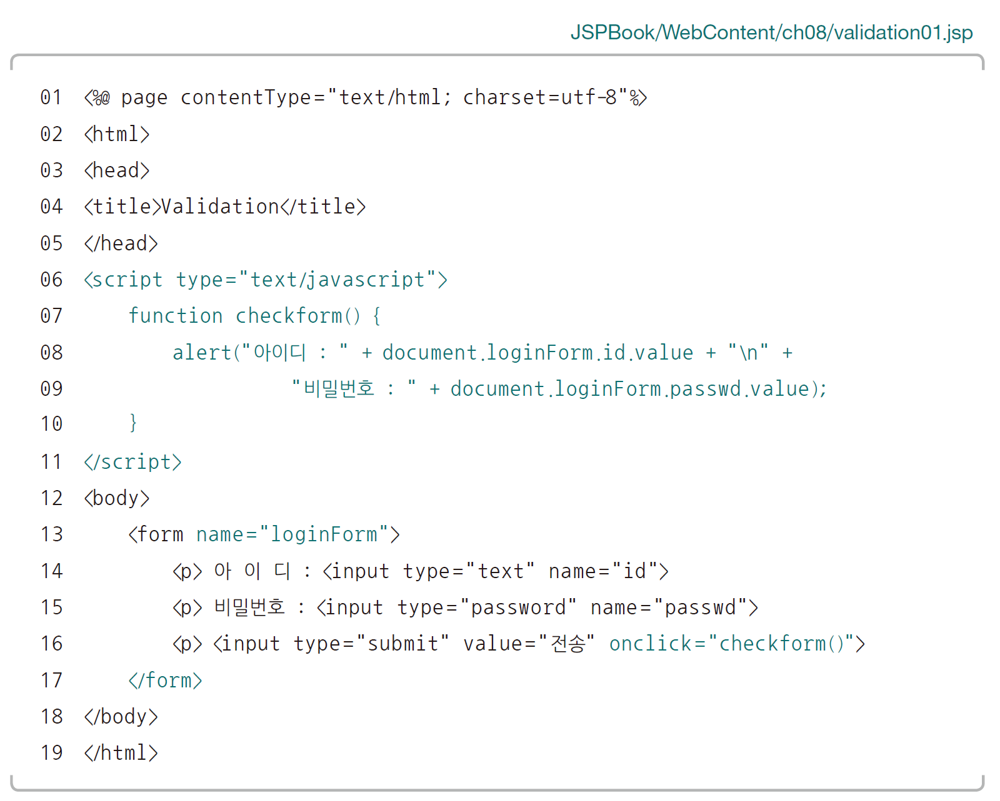 JSPBook/WebContent/ch08/validation01.jsp
01 <%@ page contentType="text/html; charset=utf-8"%>
02 <html>
03 <head>
04 <title>Validation</title>
05 </head>
06 <script type="text/javascript">
07 function checkform() {
08 alert("아이디 : " + document.loginForm.id.value + "\n" +
09 "비밀번호 : " + document.loginForm.passwd.value);
10 }
11 </script>
12 <body>
13 <form name="loginForm">
14 <p> 아 이 디 : <input type="text" name="id">
15 <p> 비밀번호 : <input type="password" name="passwd">
16 <p> <input type="submit" value="전송" onclick="checkform()">
17 </form>
18 </body>
19 </html>